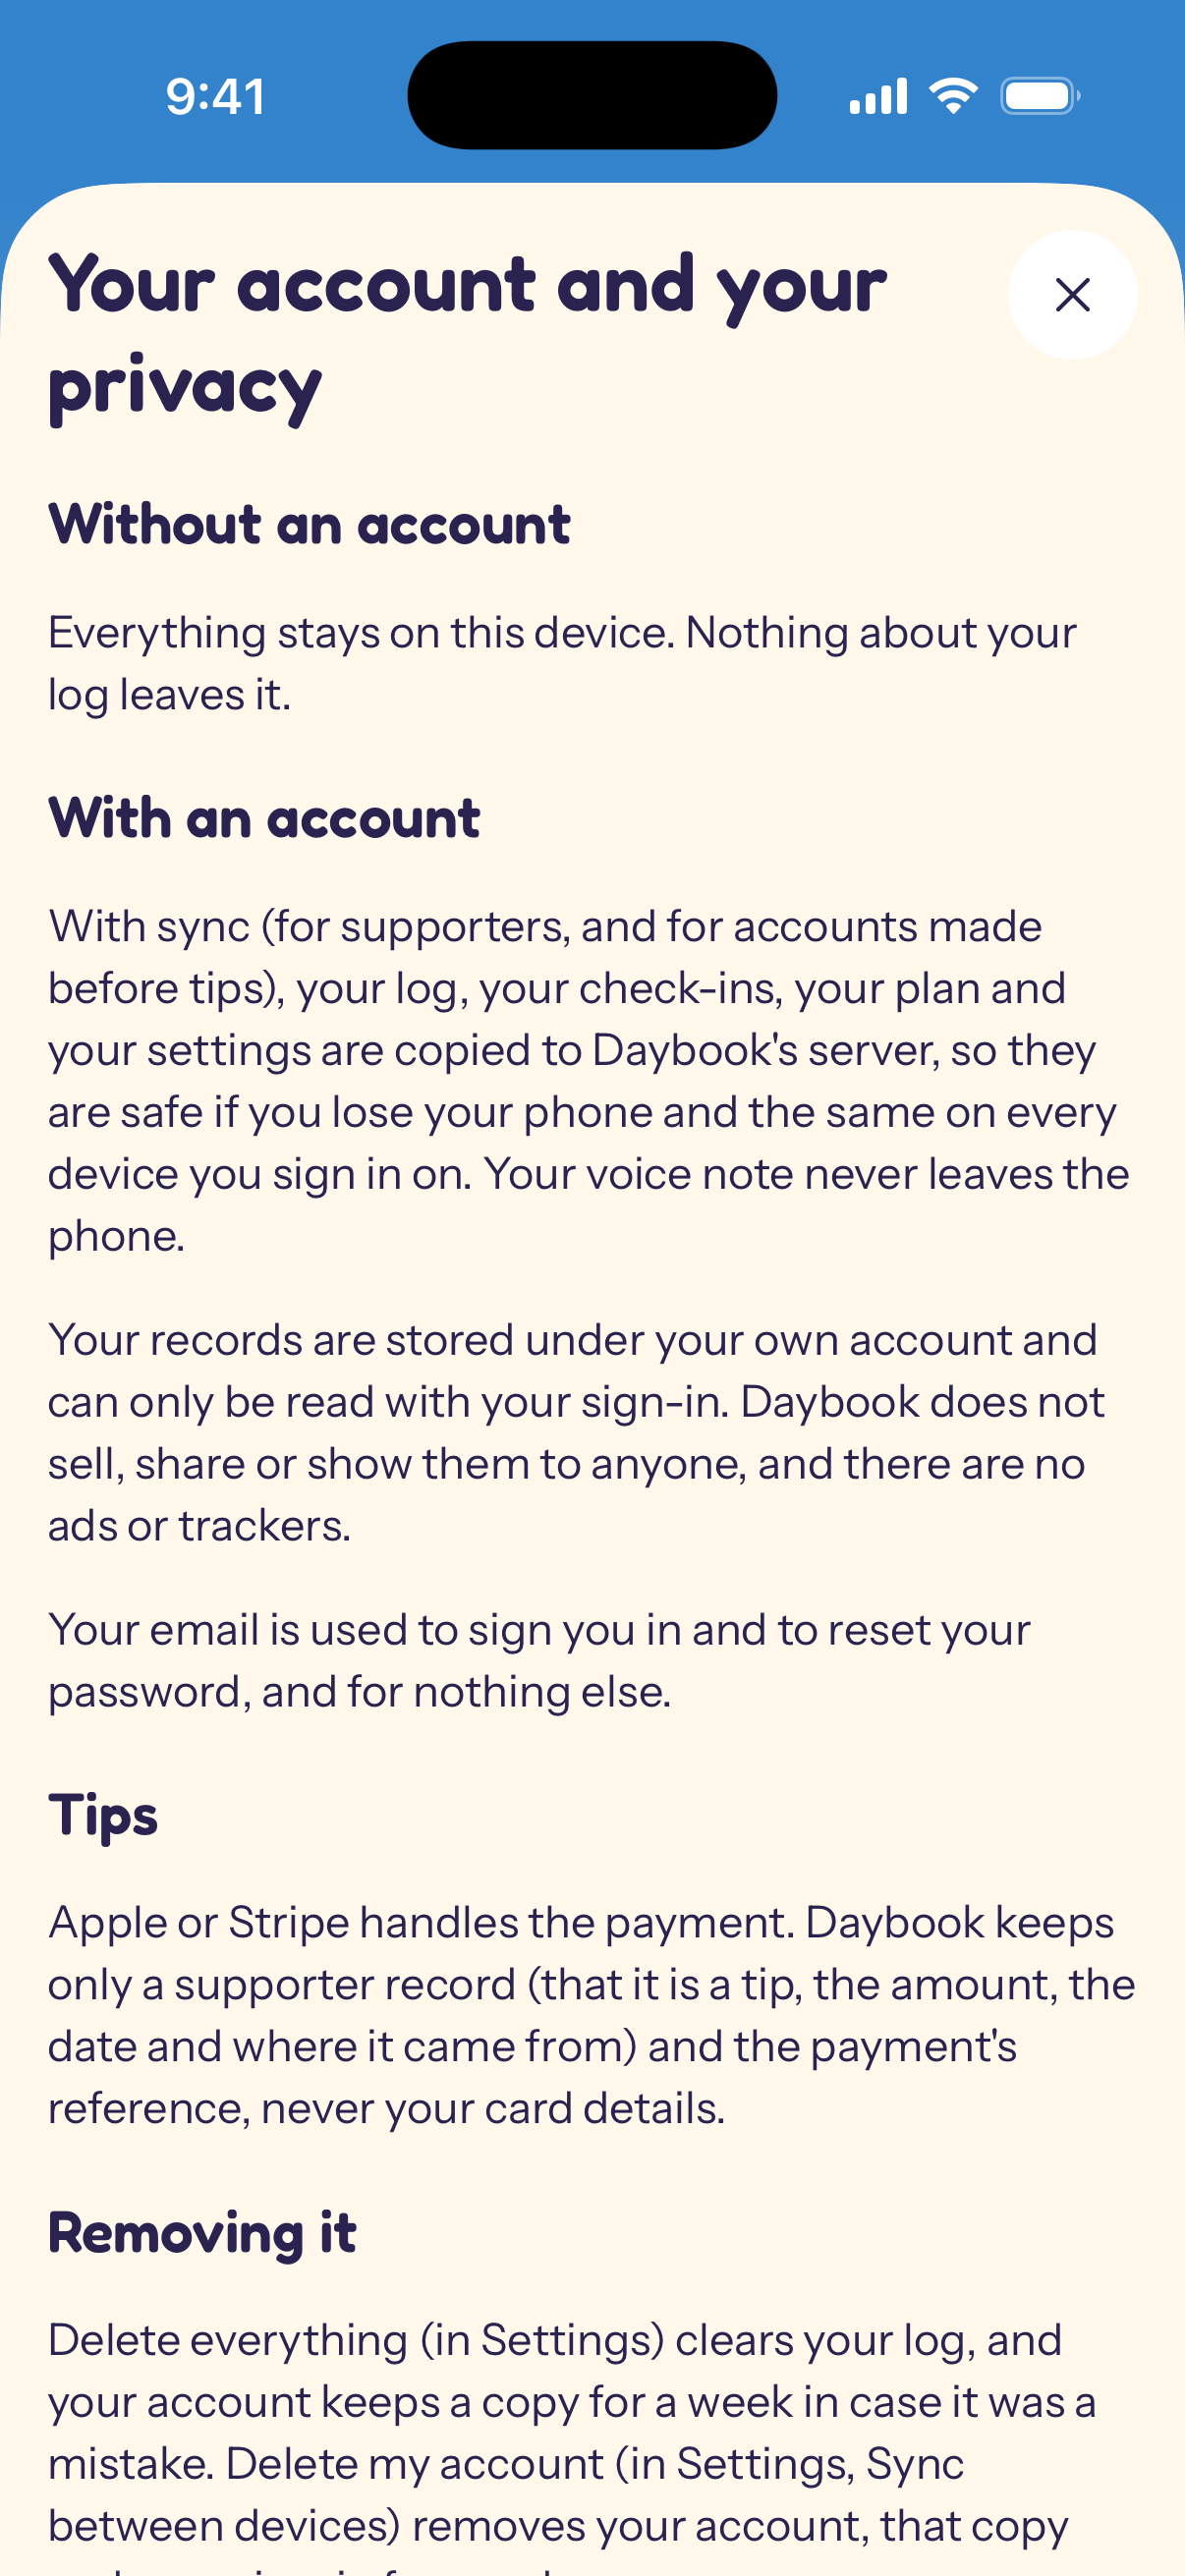 9:41
Your account and your
privacy
Without an account
Everything stays on this device. Nothing about your
log leaves it.
With an account
With sync (for supporters, and for accounts made
before tips), your log, your check-ins, your plan and
your settings are copied to Daybook's server, so they
are safe if you lose your phone and the same on every
device you sign in on. Your voice note never leaves the
phone.
Your records are stored under your own account and
can only be read with your sign-in. Daybook does not
sell, share or show them to anyone, and there are no
ads or trackers.
Your email is used to sign you in and to reset your
password, and for nothing else.
Tips
Apple or Stripe handles the payment. Daybook keeps
only a supporter record (that it is a tip, the amount, the
date and where it came from) and the payment's
reference, never your card details.
Removing it
Delete everything (in Settings) clears your log, and
your account keeps a copy for a week in case it was a
mistake. Delete my account (in Settings, Sync
between devices) removes your account, that copy